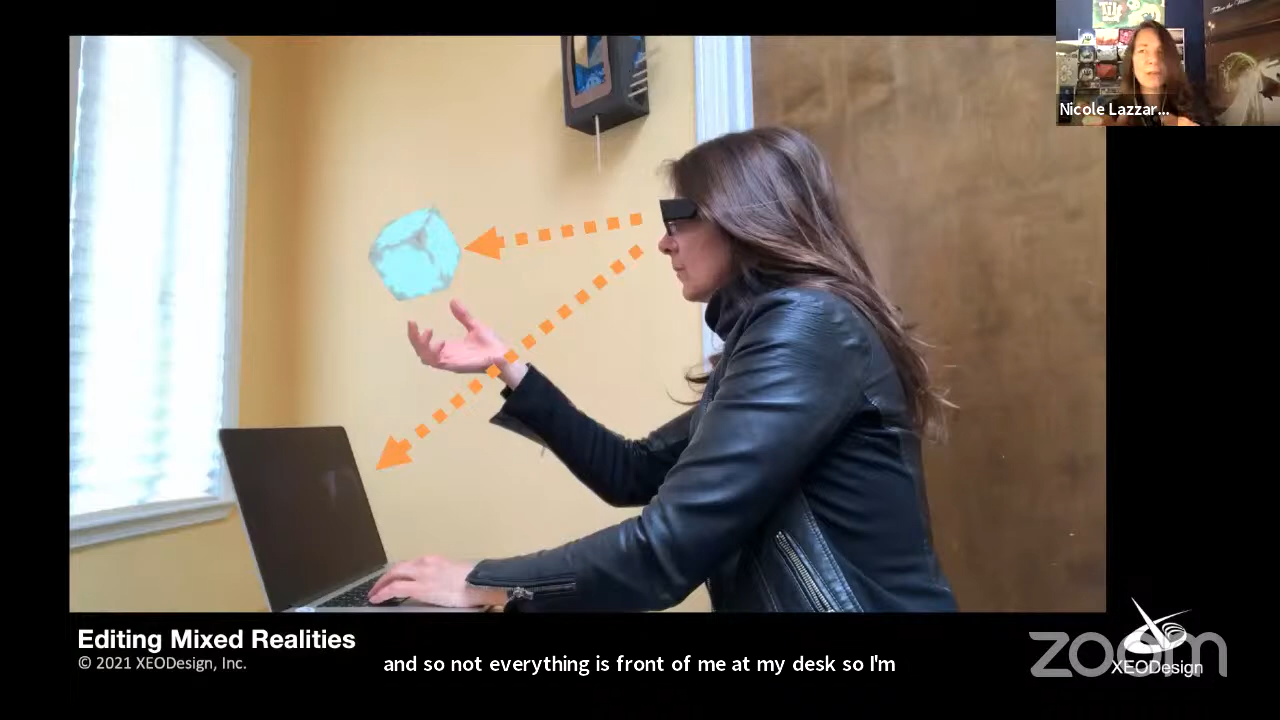 Nicole Lazzar...
Editing Mixed Realities
© 2021 XEODesign, Inc.
and so not everything is front of me at my desk so I'm
zoom
XEODesign